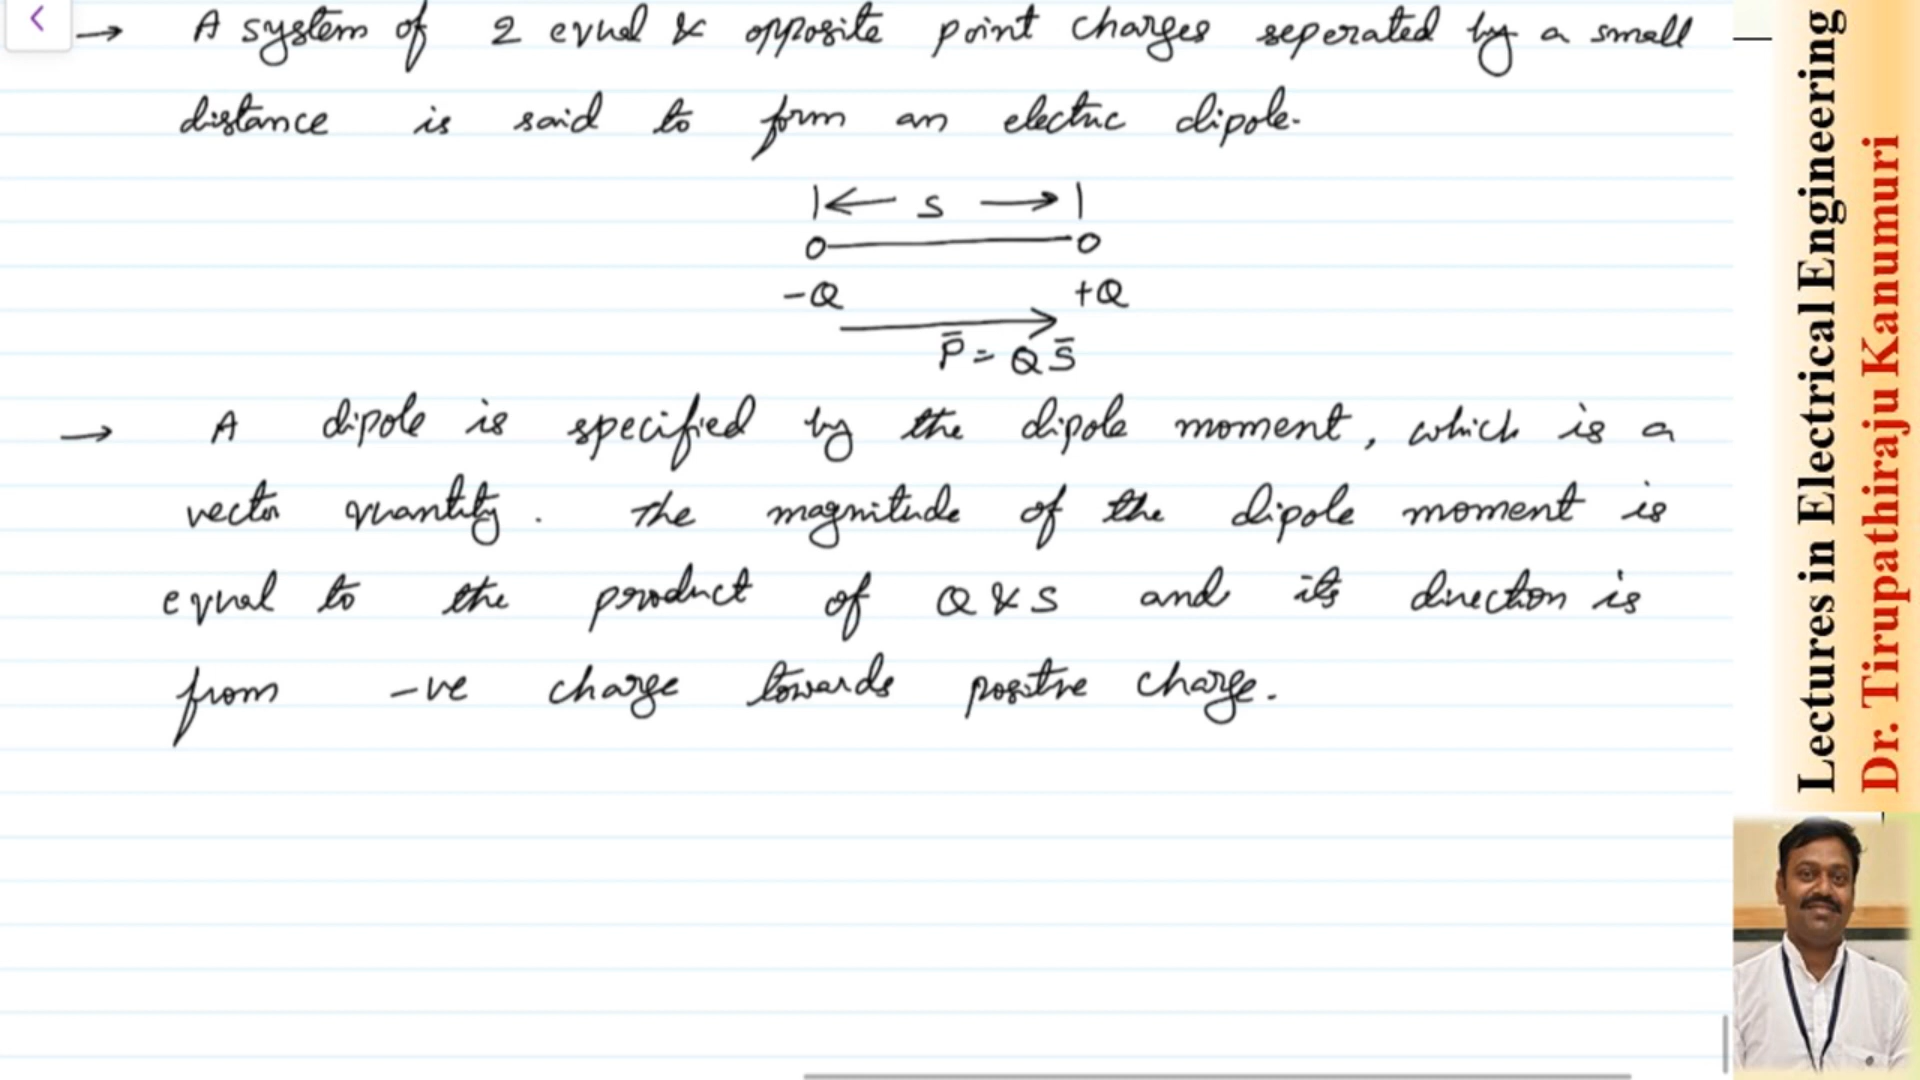 → A system of 2 equal & opposite point charges seperated by a small
distance is said to form an electric dipole.
|← s →|
-Q +Q
P̄ = Q S̄
→ A dipole is specified by the dipole moment, which is a
vector quantity. The magnitude of the dipole moment is
equal to the product of Q & S and its direction is
from -ve charge towards positive charge.
Lectures in Electrical Engineering
Dr. Tirupathiraju Kanumuri